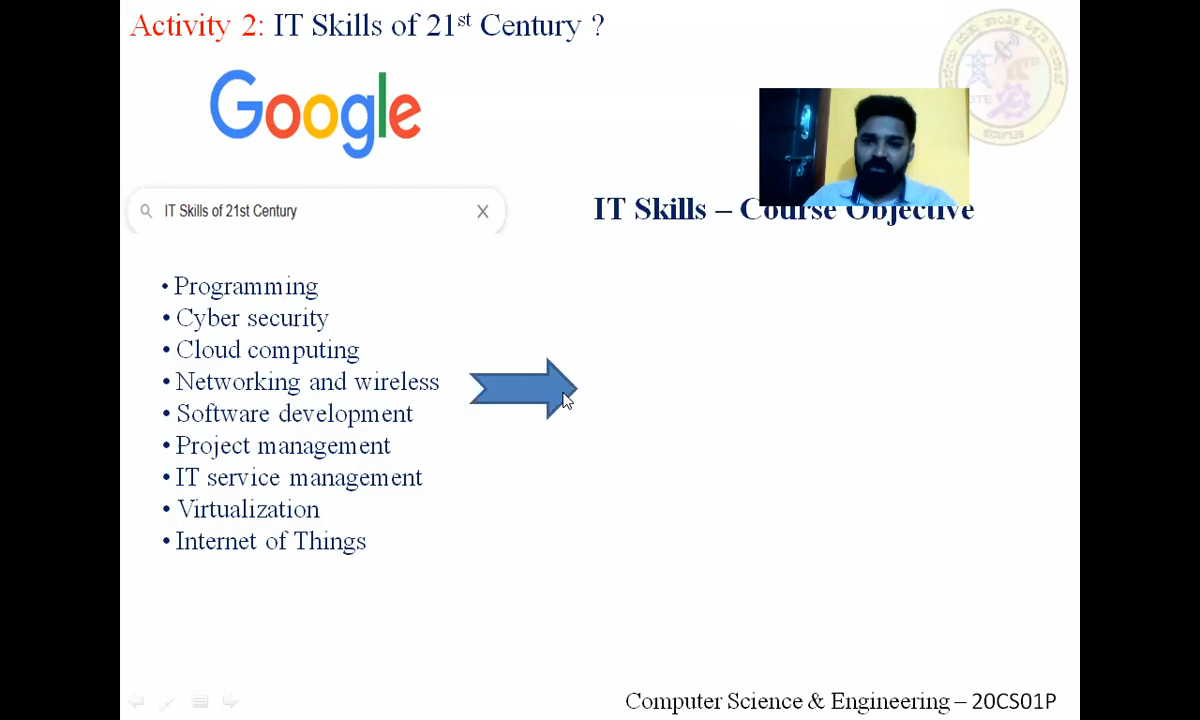 Activity 2: IT Skills of 21st Century ?
Google
IT Skills of 21st Century
IT Skills – Course Objective
• Programming
• Cyber security
• Cloud computing
• Networking and wireless
• Software development
• Project management
• IT service management
• Virtualization
• Internet of Things
DTE
Computer Science & Engineering – 20CS01P